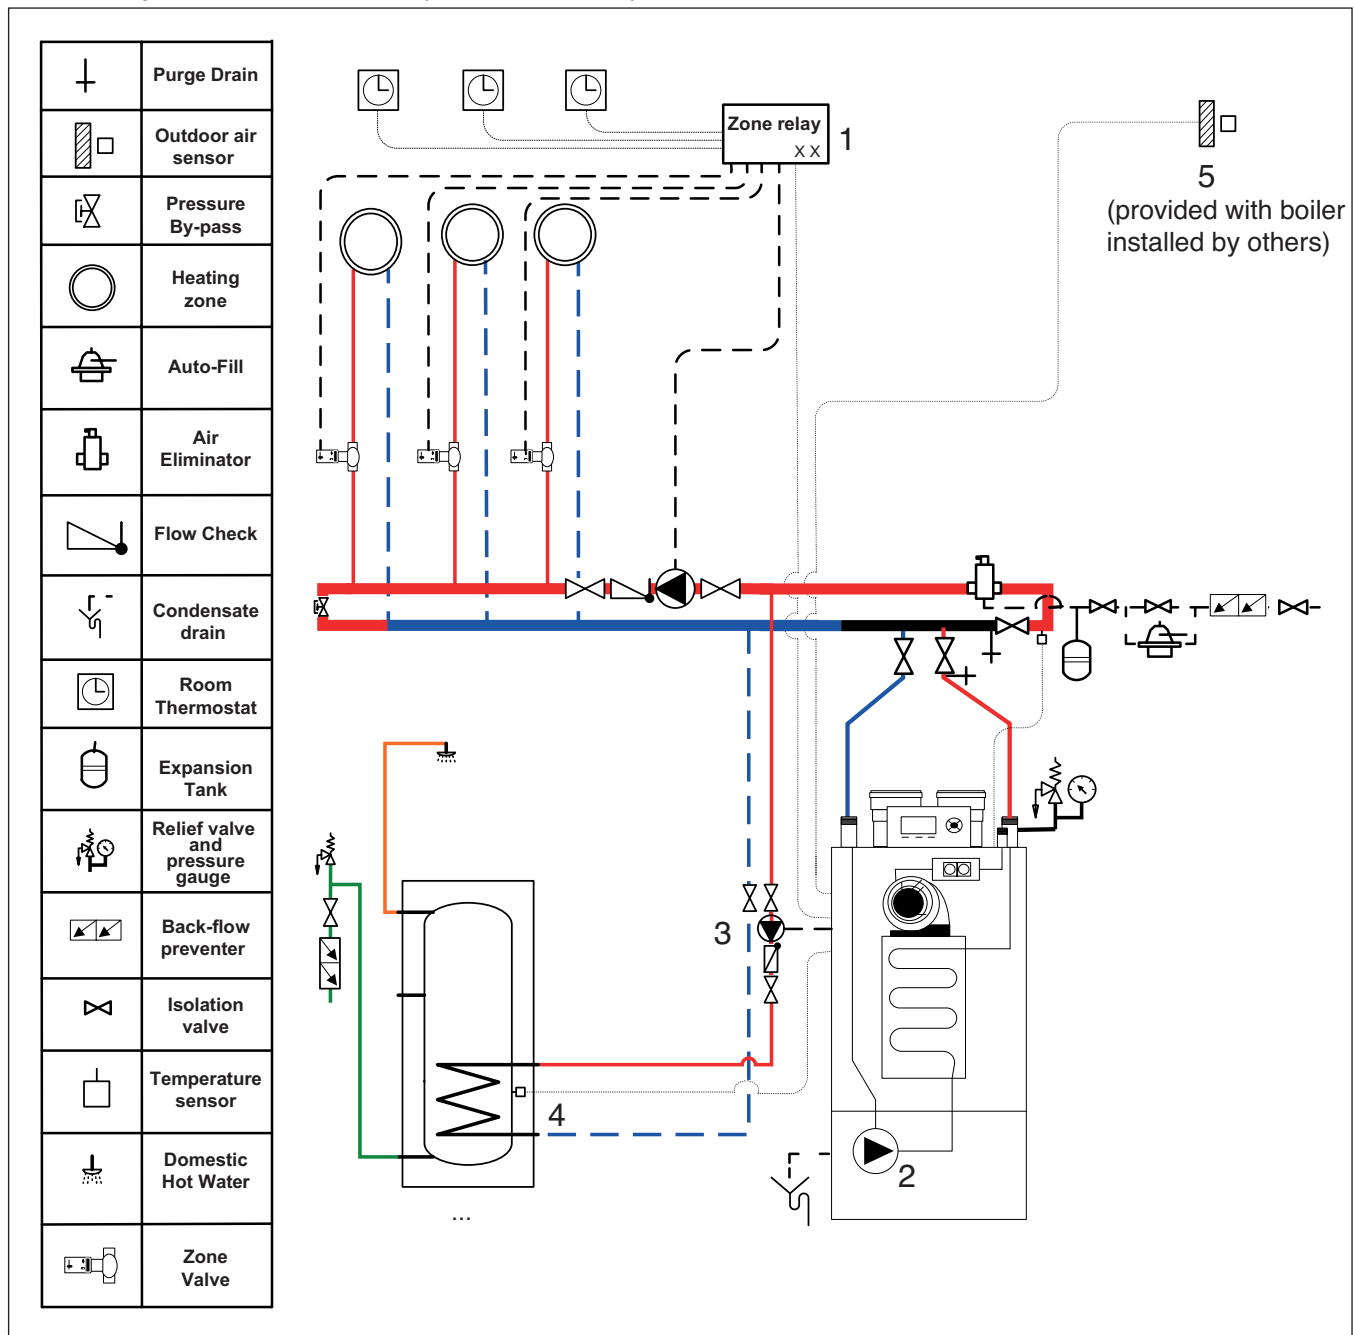 Purge Drain
Outdoor air
sensor
Pressure
By-pass
Heating
zone
Auto-Fill
Air
Eliminator
Flow Check
Condensate
drain
Room
Thermostat
Expansion
Tank
Relief valve
and
pressure
gauge
Back-flow
preventer
Isolation
valve
Temperature
sensor
Domestic
Hot Water
Zone
Valve
Zone relay
X X
1
5
(provided with boiler
installed by others)
3
4
2
...